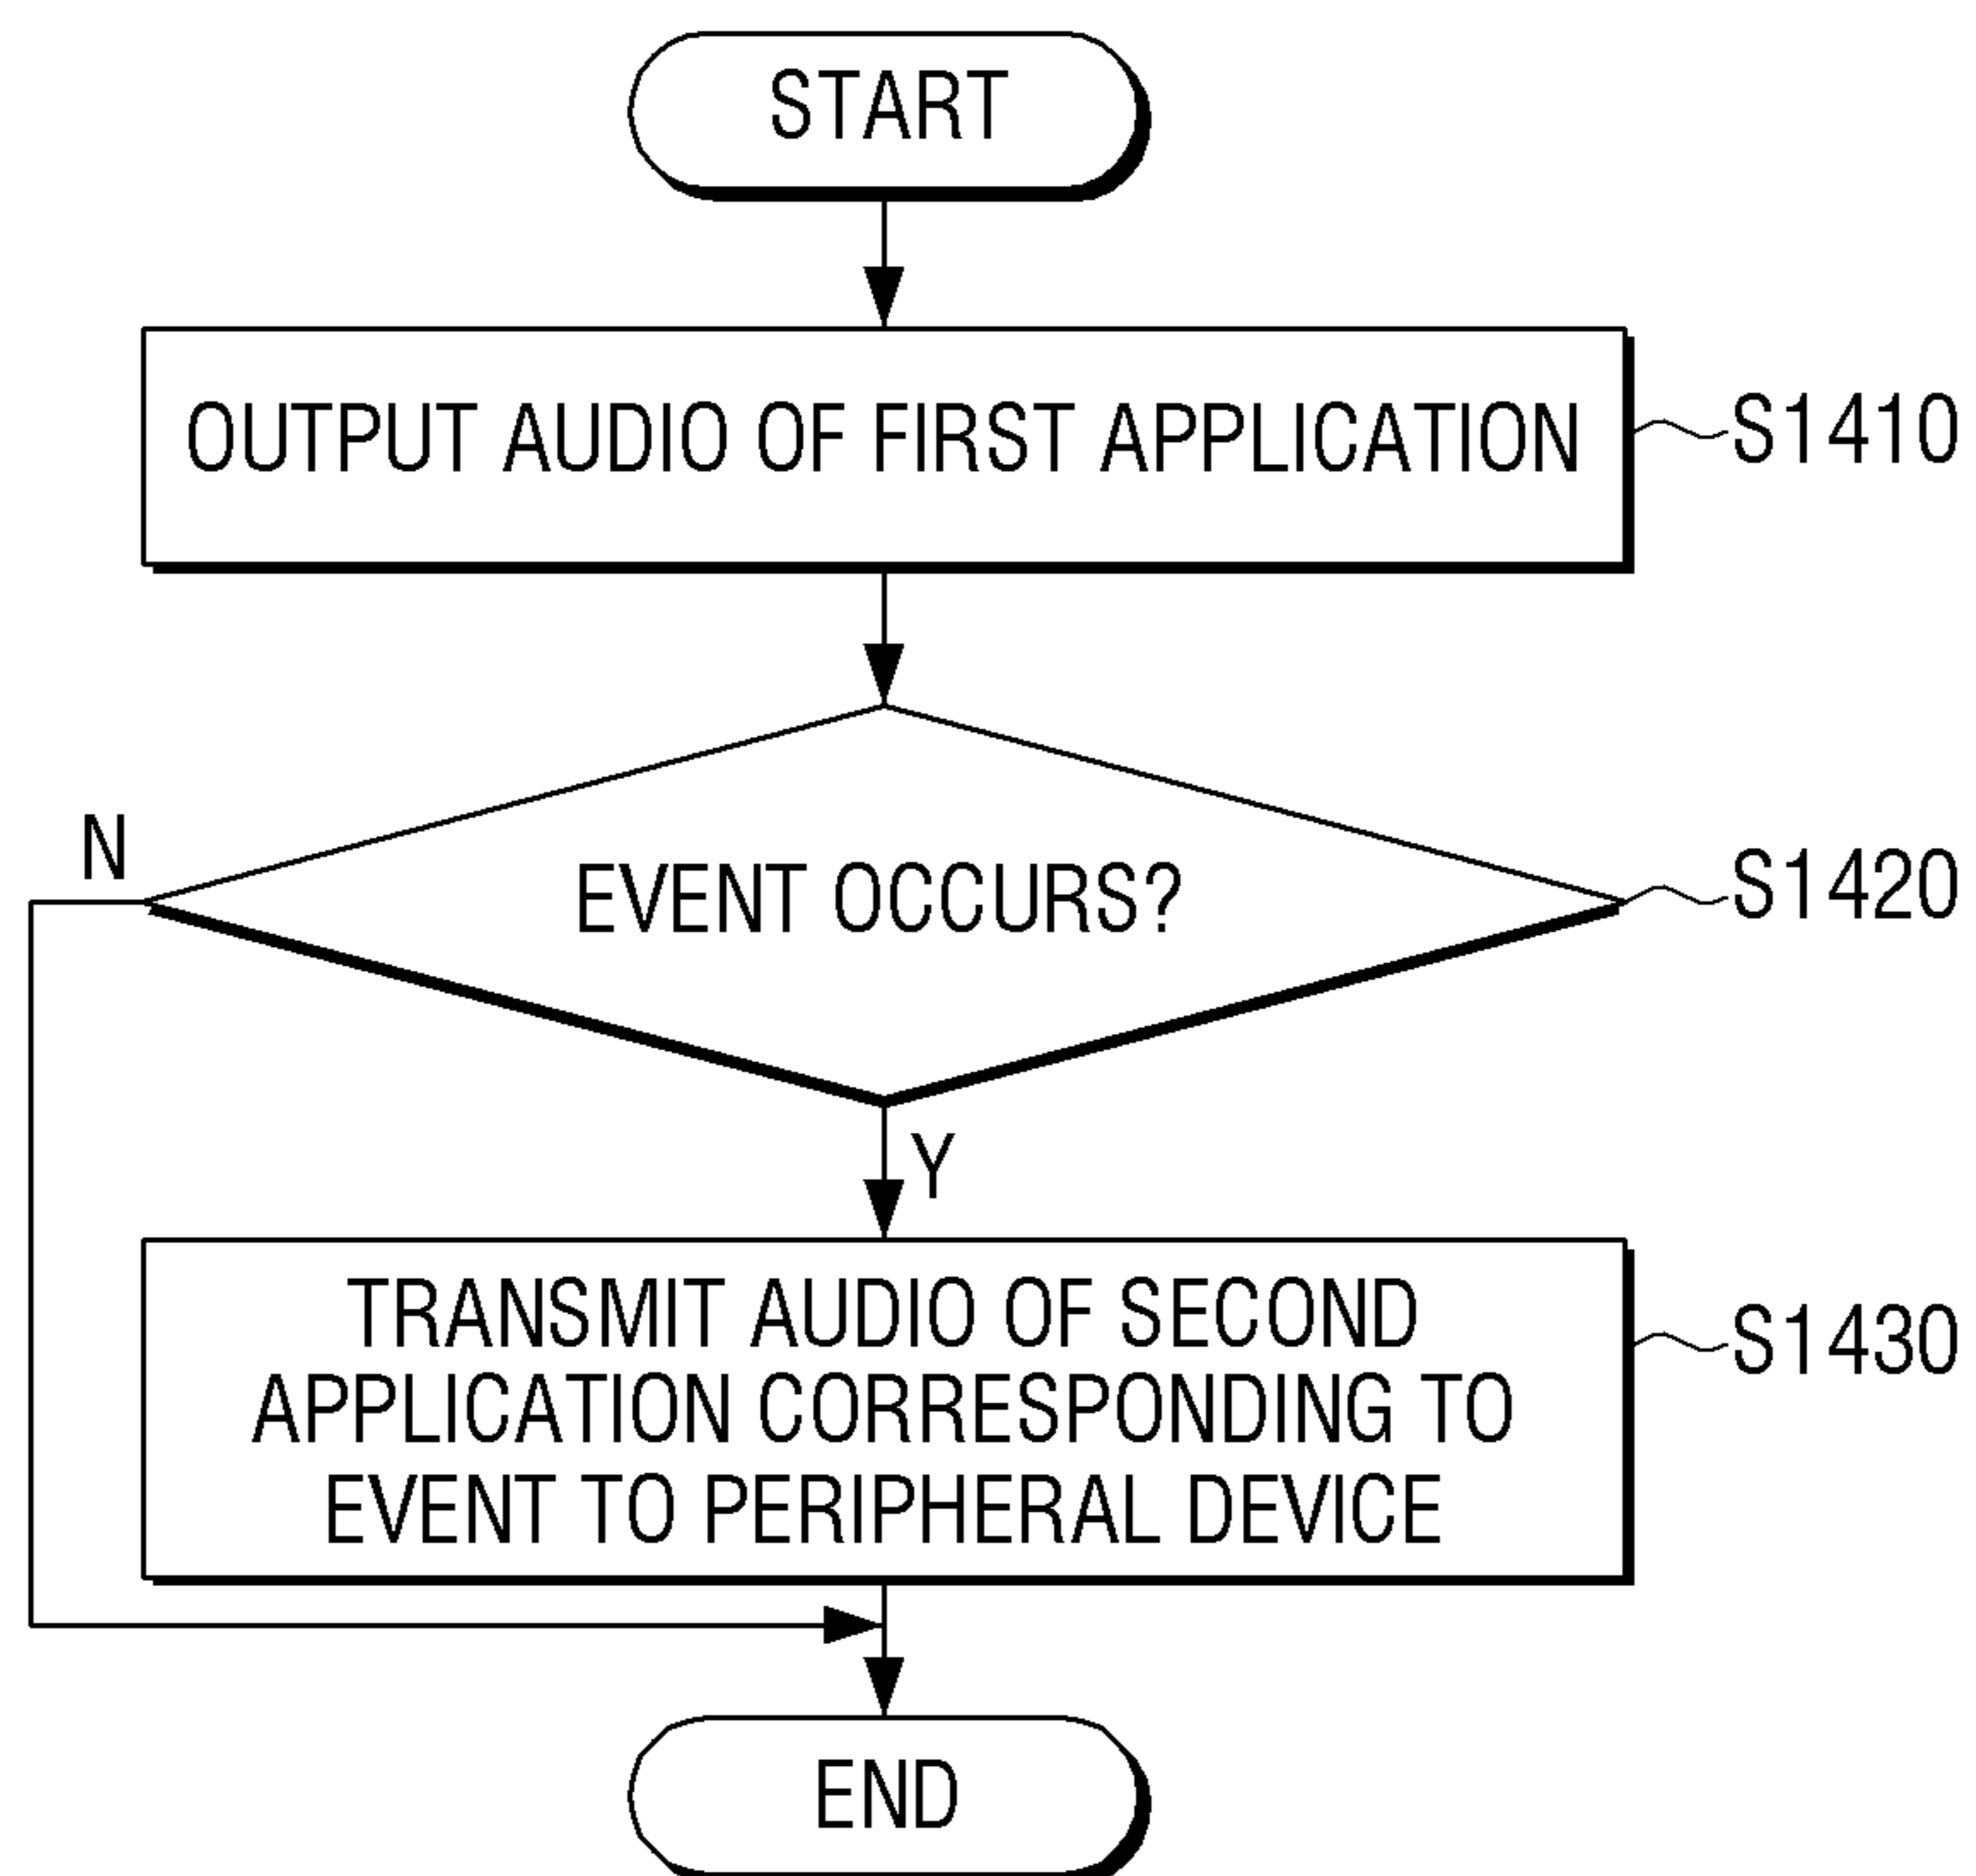 START
OUTPUT AUDIO OF FIRST APPLICATION
S1410
N
EVENT OCCURS?
S1420
Y
TRANSMIT AUDIO OF SECOND
APPLICATION CORRESPONDING TO
EVENT TO PERIPHERAL DEVICE
S1430
END